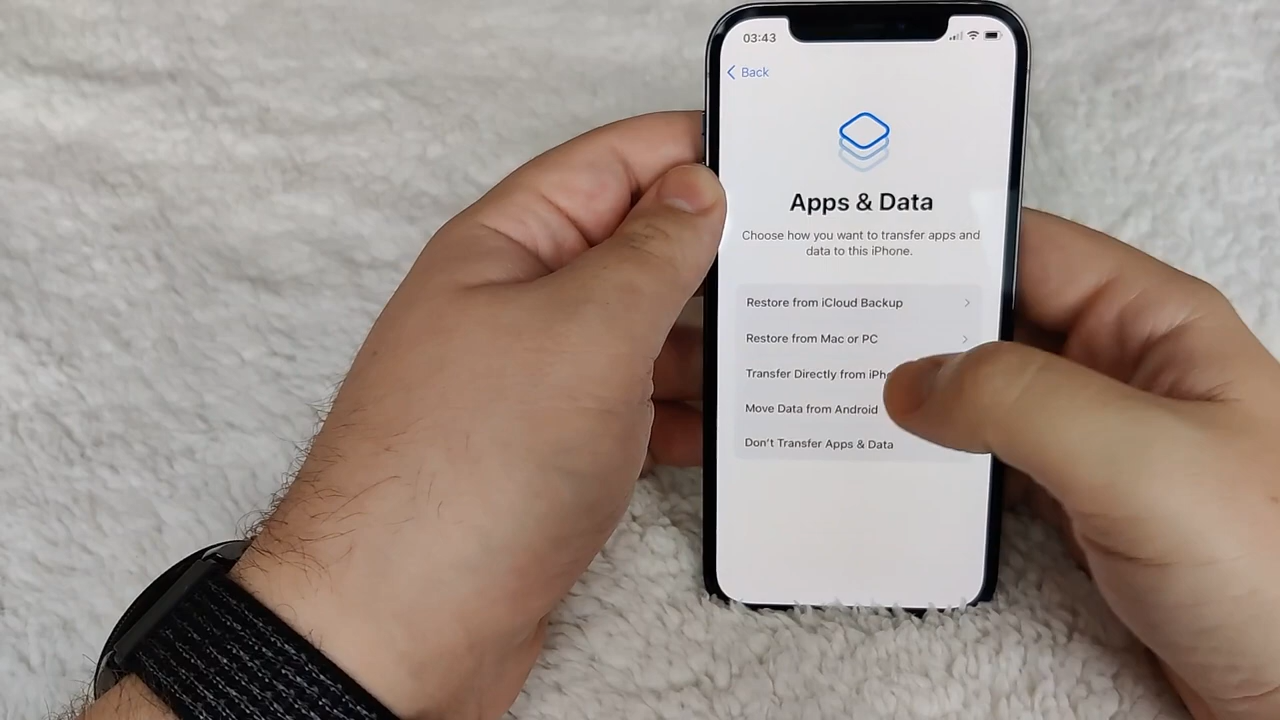 03:43
Back
Apps & Data
Choose how you want to transfer apps and
data to this iPhone.
Restore from iCloud Backup
Restore from Mac or PC
Transfer Directly from
Move Data from Android
Don't Transfer Apps & Data